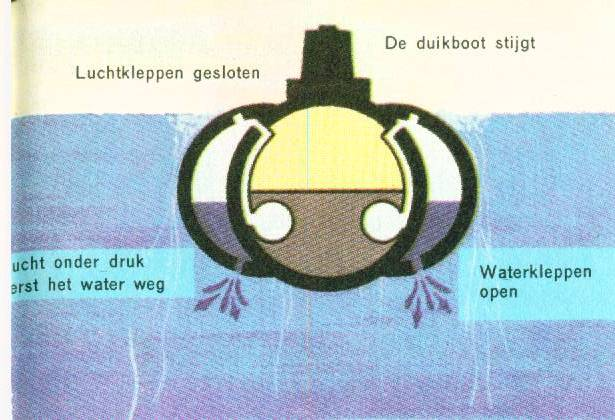 De duikboot stijgt
Luchtkleppen gesloten
ucht onder druk
erst het water weg
Waterkleppen
open